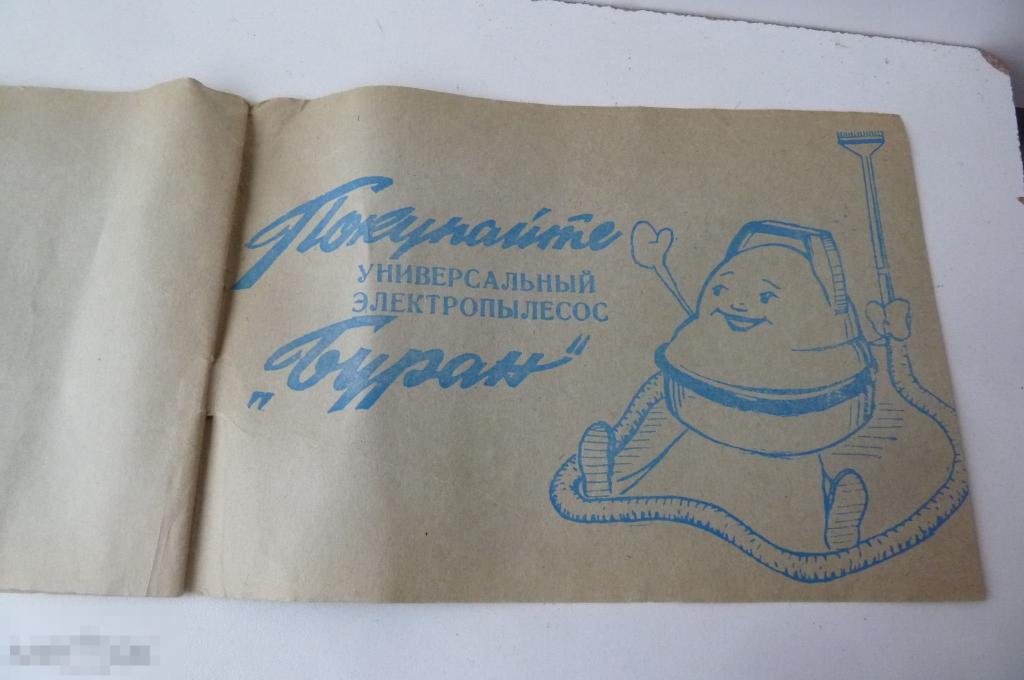 Покупайте
УНИВЕРСАЛЬНЫЙ
ЭЛЕКТРОПЫЛЕСОС
„Буран"